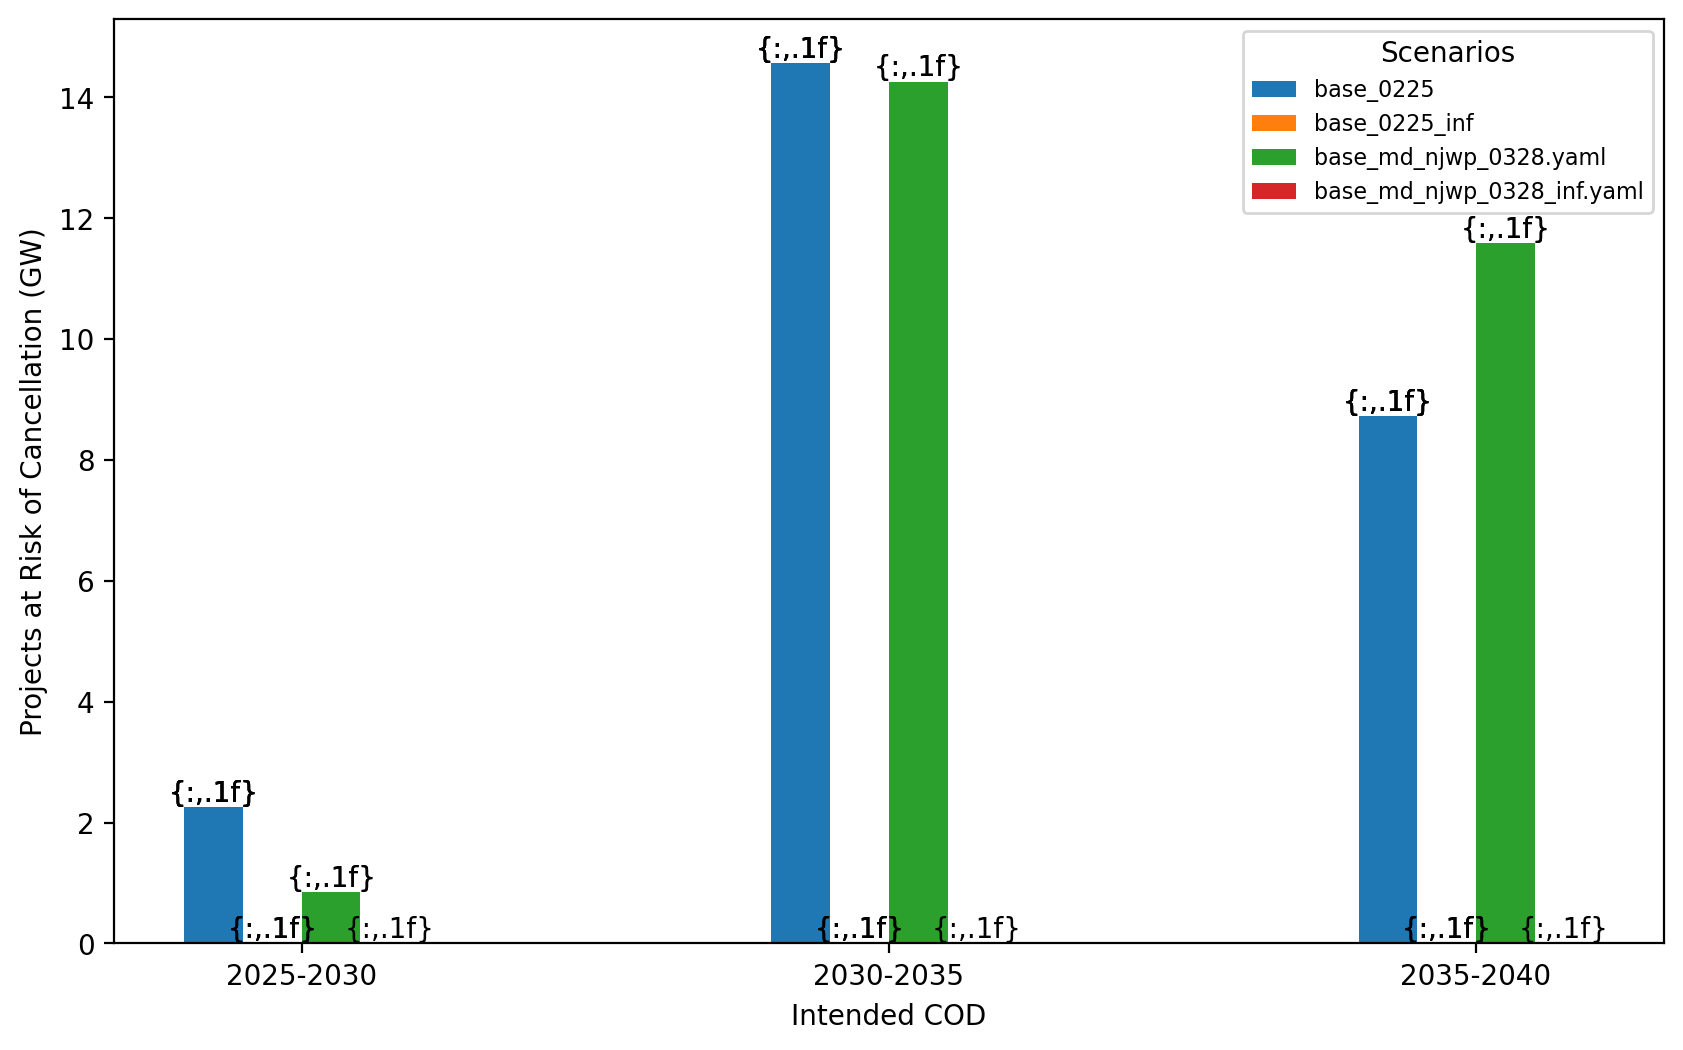 Scenarios
base_0225
base_0225_inf
base_md_njwp_0328.yaml
base_md_njwp_0328_inf.yaml
Projects at Risk of Cancellation (GW)
14
12
10
8
6
4
2
0
{:,.1f}
{:,.1f}
{:,.1f}
{:,.1f}
{:,.1f}
{:,.1f}
{:,.1f}
{:,.1f}
{:,.1f}
{:,.1f}
{:,.1f}
{:,.1f}
2025-2030
2030-2035
2035-2040
Intended COD